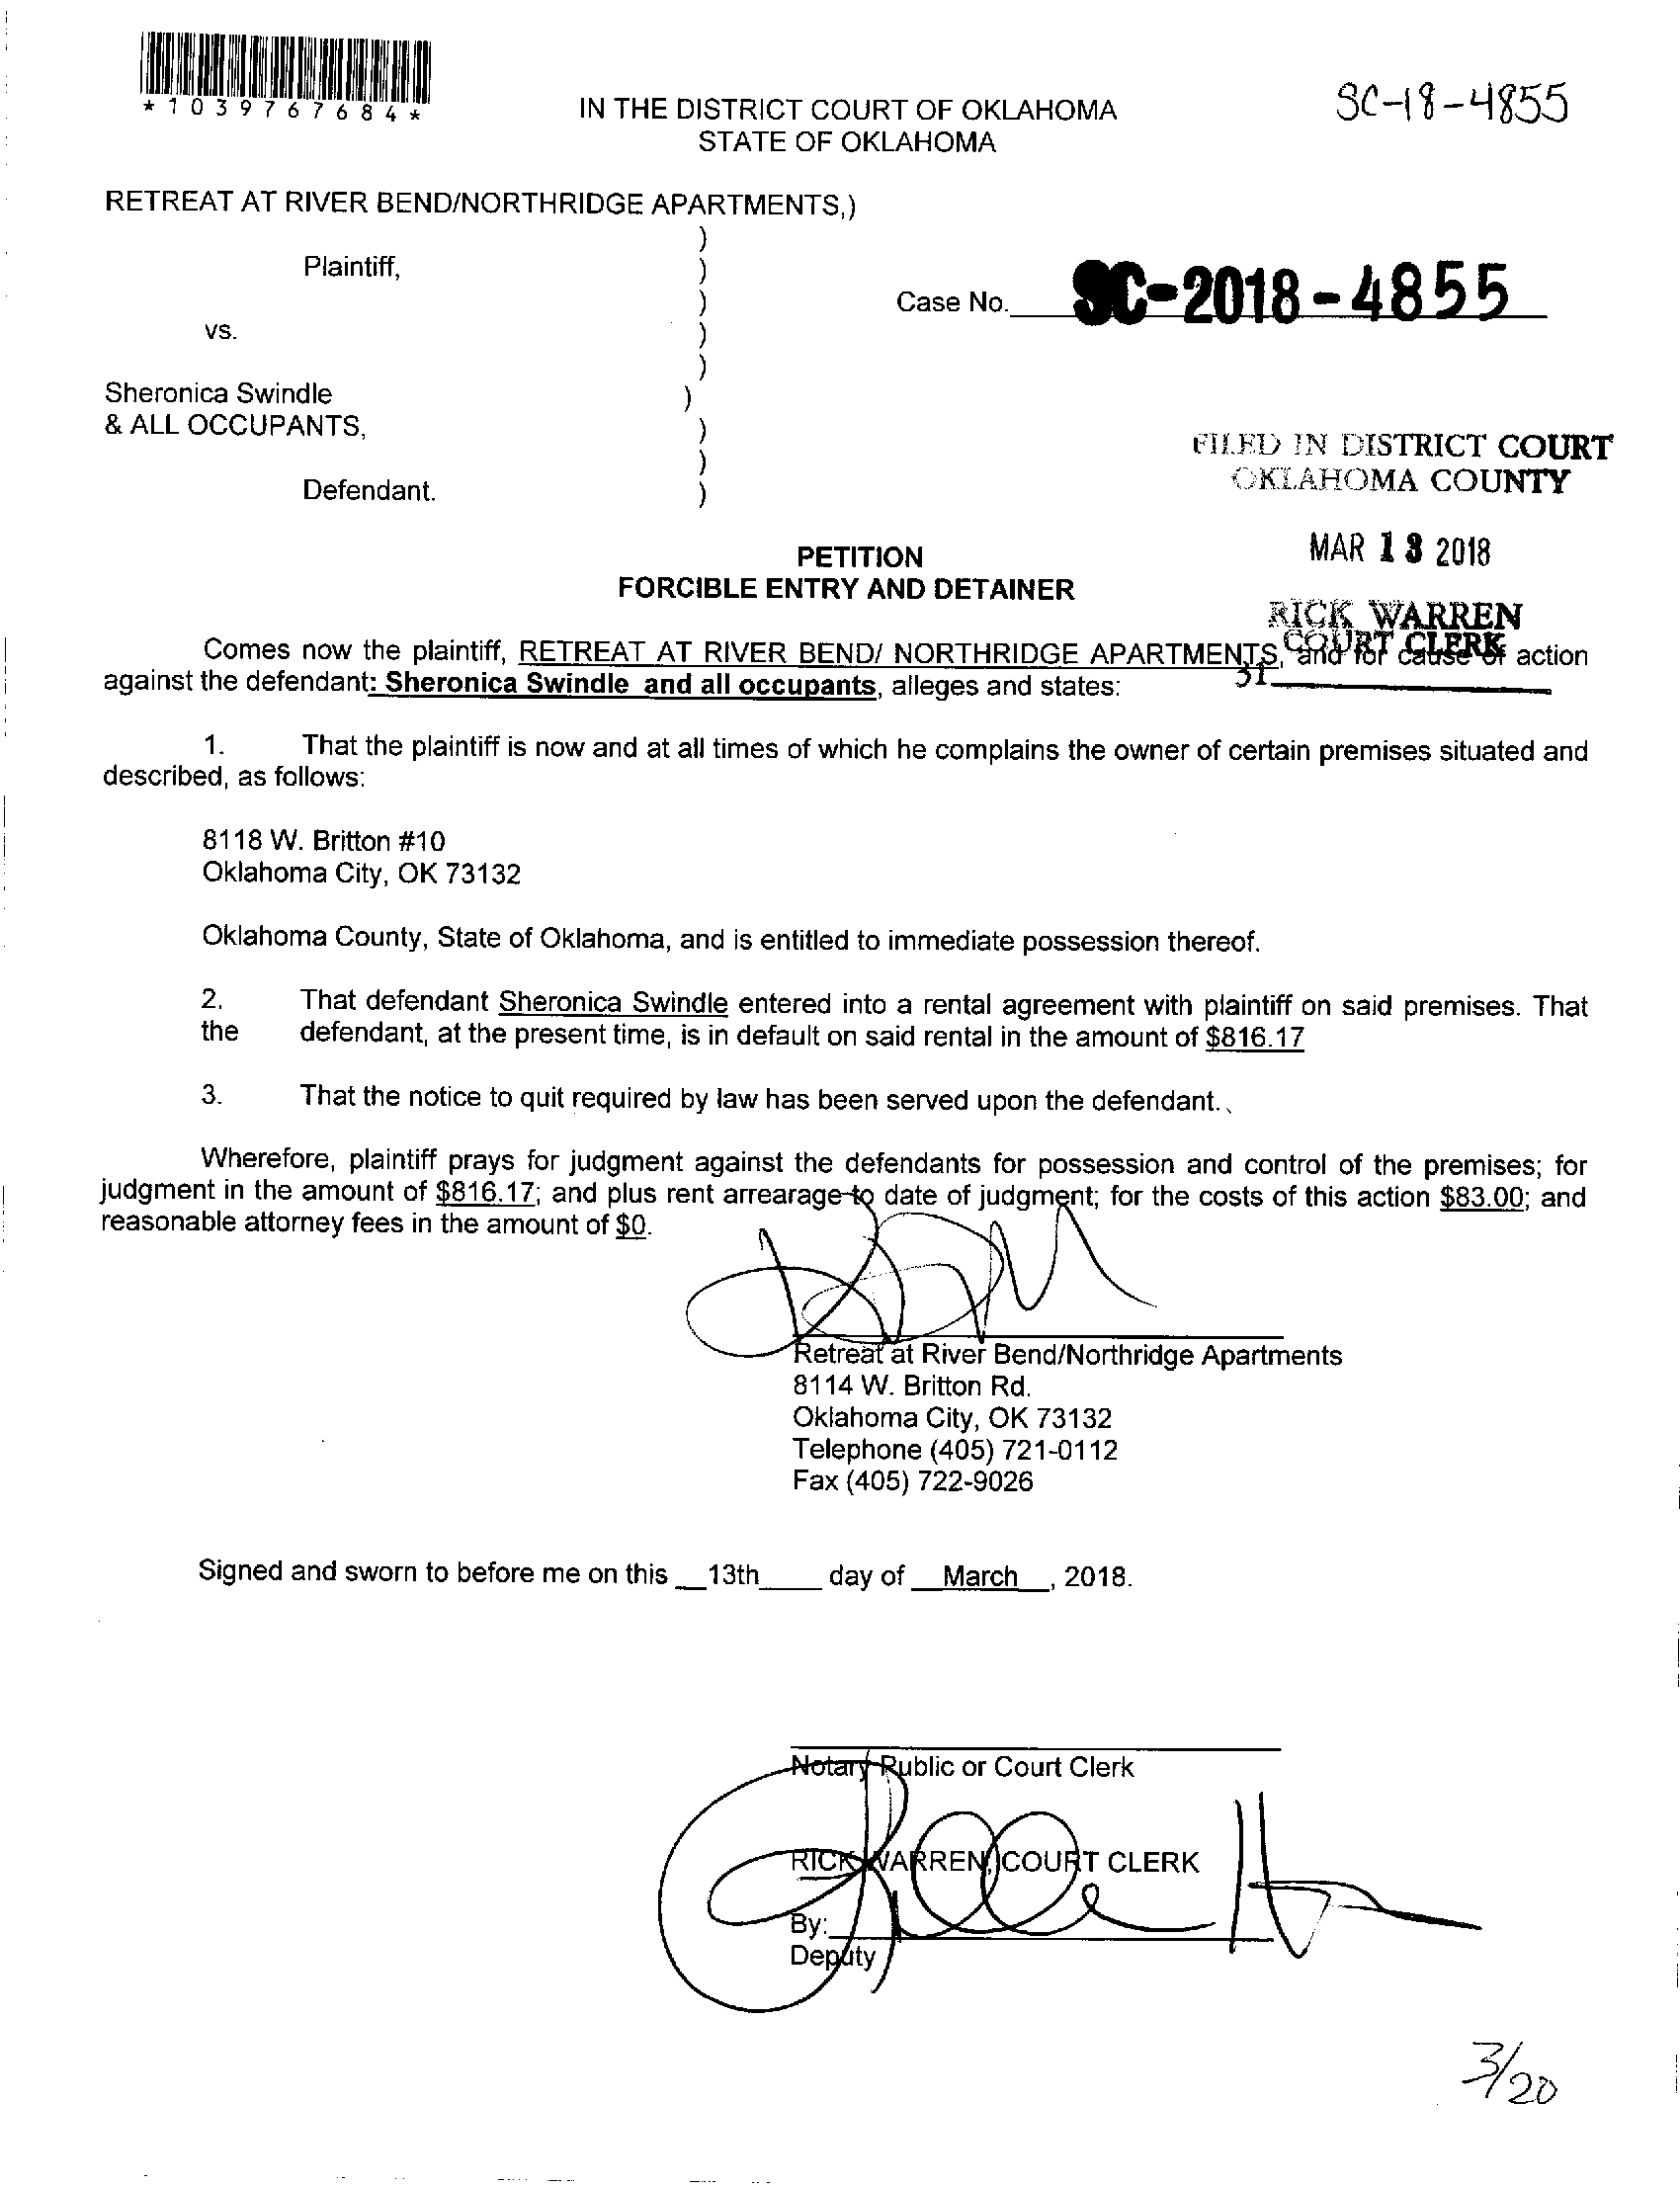 *1039767684*
SC-18-4855
IN THE DISTRICT COURT OF OKLAHOMA
STATE OF OKLAHOMA
RETREAT AT RIVER BEND/NORTHRIDGE APARTMENTS,)
)
Plaintiff, )
)
Case No. SC-2018-4855
vs. )
)
Sheronica Swindle )
& ALL OCCUPANTS, )
)
Defendant. )
FILED IN DISTRICT COURT
OKLAHOMA COUNTY
MAR 13 2018
RICK WARREN
COURT CLERK
31
PETITION
FORCIBLE ENTRY AND DETAINER
Comes now the plaintiff, RETREAT AT RIVER BEND/ NORTHRIDGE APARTMENTS, and for cause of action
against the defendant: Sheronica Swindle and all occupants, alleges and states:
1. That the plaintiff is now and at all times of which he complains the owner of certain premises situated and
described, as follows:
8118 W. Britton #10
Oklahoma City, OK 73132
Oklahoma County, State of Oklahoma, and is entitled to immediate possession thereof.
2. That defendant Sheronica Swindle entered into a rental agreement with plaintiff on said premises. That
the defendant, at the present time, is in default on said rental in the amount of $816.17
3. That the notice to quit required by law has been served upon the defendant.
Wherefore, plaintiff prays for judgment against the defendants for possession and control of the premises; for
judgment in the amount of $816.17; and plus rent arrearage to date of judgment; for the costs of this action $83.00; and
reasonable attorney fees in the amount of $0.
Retreat at River Bend/Northridge Apartments
8114 W. Britton Rd.
Oklahoma City, OK 73132
Telephone (405) 721-0112
Fax (405) 722-9026
Signed and sworn to before me on this __13th____ day of __March__, 2018.
Notary Public or Court Clerk
RICK WARREN, COURT CLERK
By:
Deputy
3/20